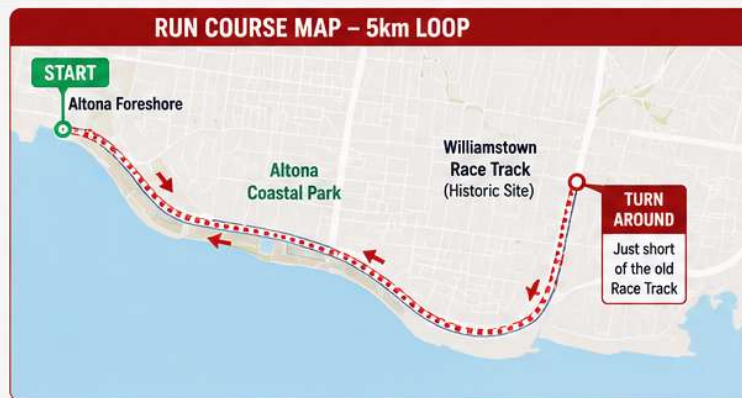 RUN COURSE MAP – 5km LOOP
START
Altona Foreshore
Altona
Coastal Park
Williamstown
Race Track
(Historic Site)
TURN
AROUND
Just short
of the old
Race Track